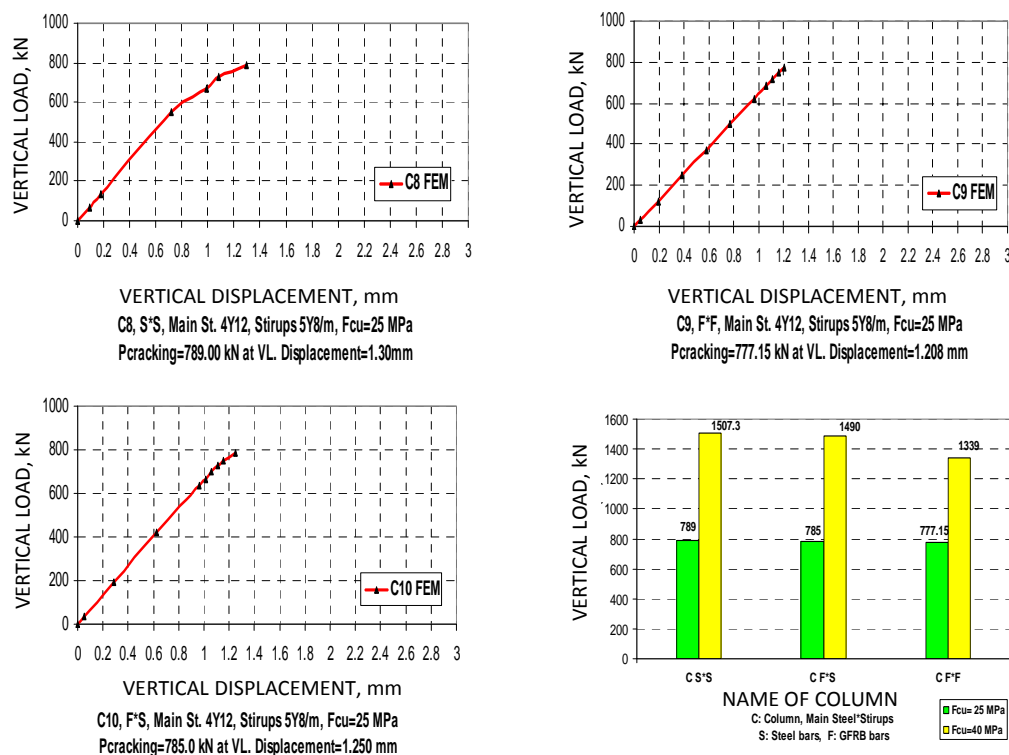 VERTICAL LOAD, kN
1000
800
600
400
200
0
0 0.2 0.4 0.6 0.8 1 1.2 1.4 1.6 1.8 2 2.2 2.4 2.6 2.8 3
C8 FEM
VERTICAL DISPLACEMENT, mm
C8, S*S, Main St. 4Y12, Stirups 5Y8/m, Fcu=25 MPa
Pcracking=789.00 kN at VL. Displacement=1.30mm
VERTICAL LOAD, kN
1000
800
600
400
200
0
0 0.2 0.4 0.6 0.8 1 1.2 1.4 1.6 1.8 2 2.2 2.4 2.6 2.8 3
C9 FEM
VERTICAL DISPLACEMENT, mm
C9, F*F, Main St. 4Y12, Stirups 5Y8/m, Fcu=25 MPa
Pcracking=777.15 kN at VL. Displacement=1.208 mm
VERTICAL LOAD, kN
1000
800
600
400
200
0
0 0.2 0.4 0.6 0.8 1 1.2 1.4 1.6 1.8 2 2.2 2.4 2.6 2.8 3
C10 FEM
VERTICAL DISPLACEMENT, mm
C10, F*S, Main St. 4Y12, Stirups 5Y8/m, Fcu=25 MPa
Pcracking=785.0 kN at VL. Displacement=1.250 mm
VERTICAL LOAD, kN
1600
1400
1200
1000
800
600
400
200
0
1507.3
1490
1339
789
785
777.15
C S*S C F*S C F*F
NAME OF COLUMN
C: Column, Main Steel*Stirups
S: Steel bars, F: GFRB bars
Fcu= 25 MPa
Fcu=40 MPa